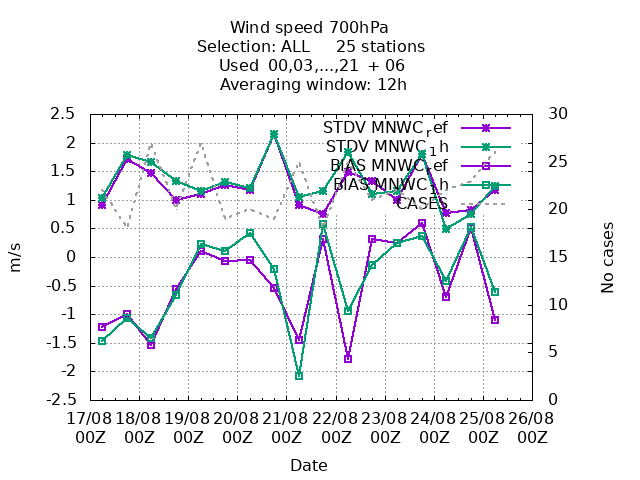 Wind speed 700hPa
Selection: ALL 25 stations
Used 00,03,...,21 + 06
Averaging window: 12h
2.5
2
1.5
1
0.5
0
-0.5
-1
-1.5
-2
-2.5
m/s
STDV MNWC_ref
STDV MNWC_1h
BIAS MNWC_ref
BIAS MNWC_1h
CASES
30
25
20
15
10
5
0
No cases
17/08 18/08 19/08 20/08 21/08 22/08 23/08 24/08 25/08 26/08
00Z 00Z 00Z 00Z 00Z 00Z 00Z 00Z 00Z 00Z
Date